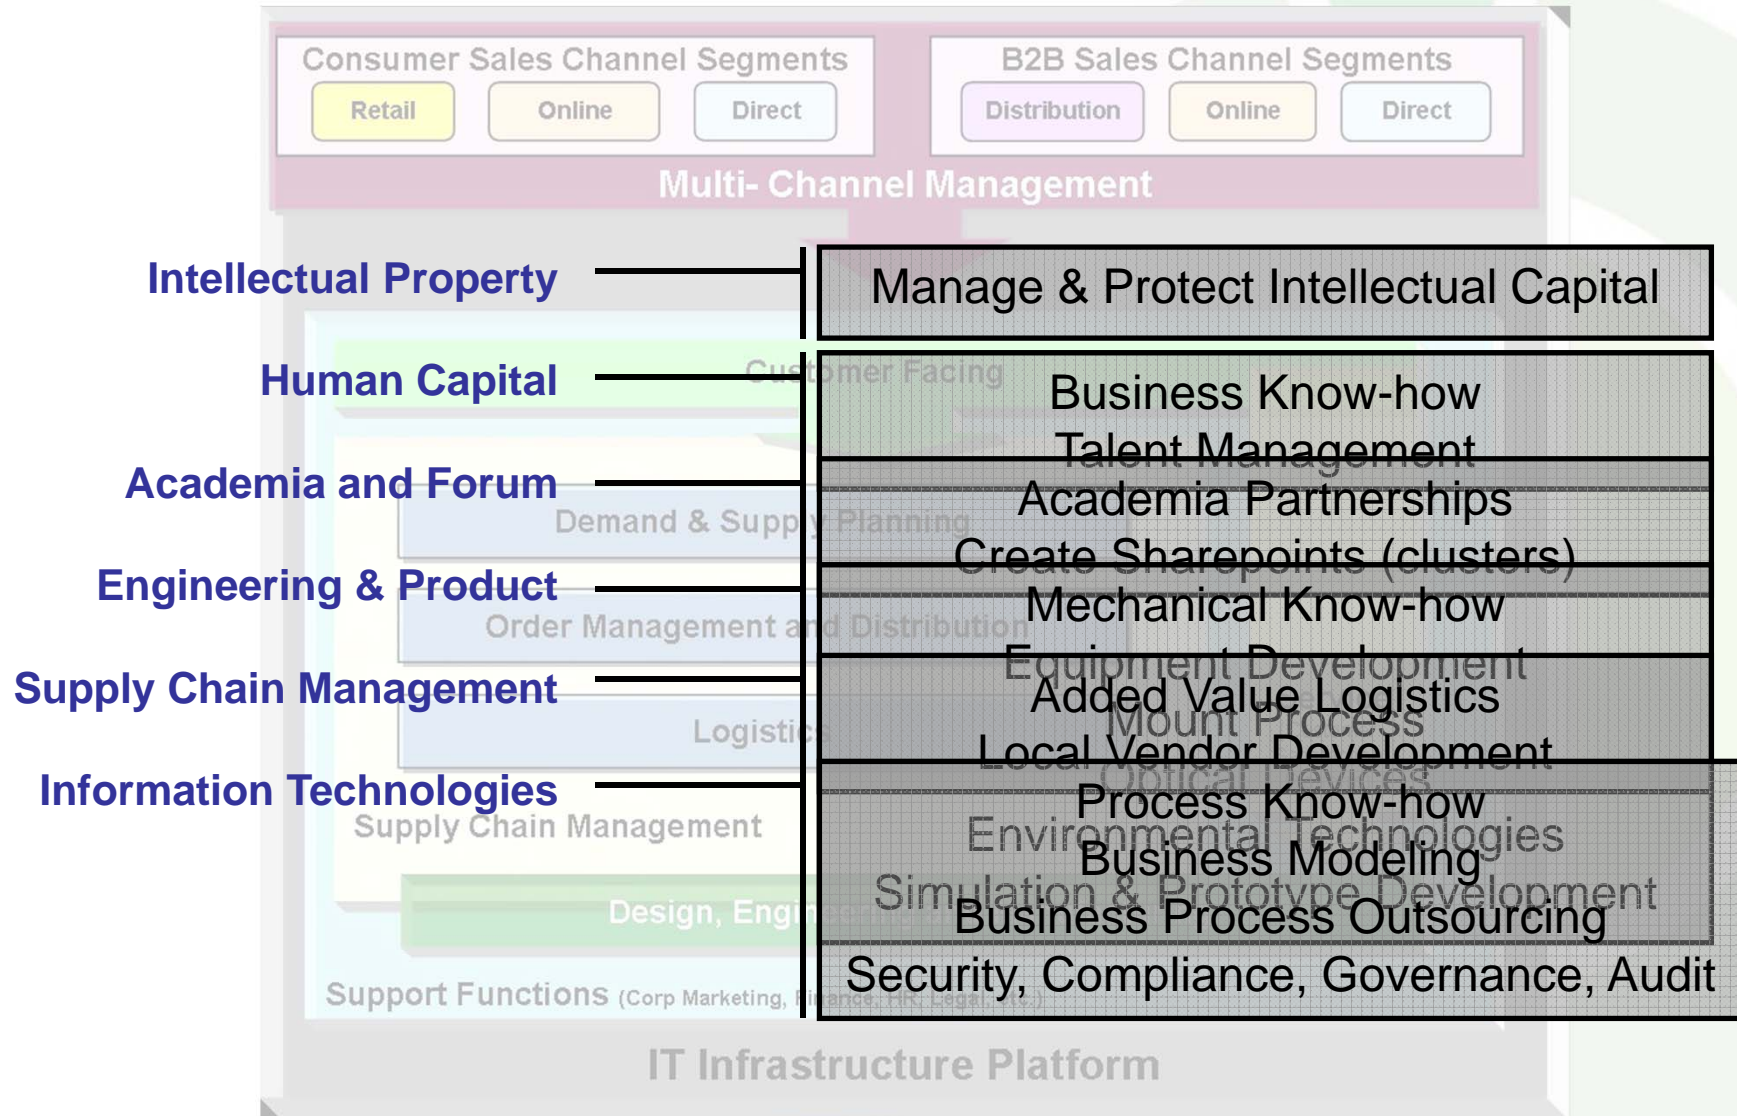 Consumer Sales Channel Segments
Retail
Online
Direct
B2B Sales Channel Segments
Distribution
Online
Direct
Multi- Channel Management
Intellectual Property
Manage & Protect Intellectual Capital
Customer Facing
Human Capital
Business Know-how
Talent Management
Academia and Forum
Academia Partnerships
Create Sharepoints (clusters)
Demand & Supply Planning
Engineering & Product
Mechanical Know-how
Equipment Development
Mount Process
Optical Devices
Environmental Technologies
Simulation & Prototype Development
Order Management and Distribution
Supply Chain Management
Added Value Logistics
Local Vendor Development
Logistics
Information Technologies
Process Know-how
Business Modeling
Business Process Outsourcing
Security, Compliance, Governance, Audit
Supply Chain Management
Design,
Support Functions (Corp Marketing, Finance, HR, Legal, etc.)
IT Infrastructure Platform